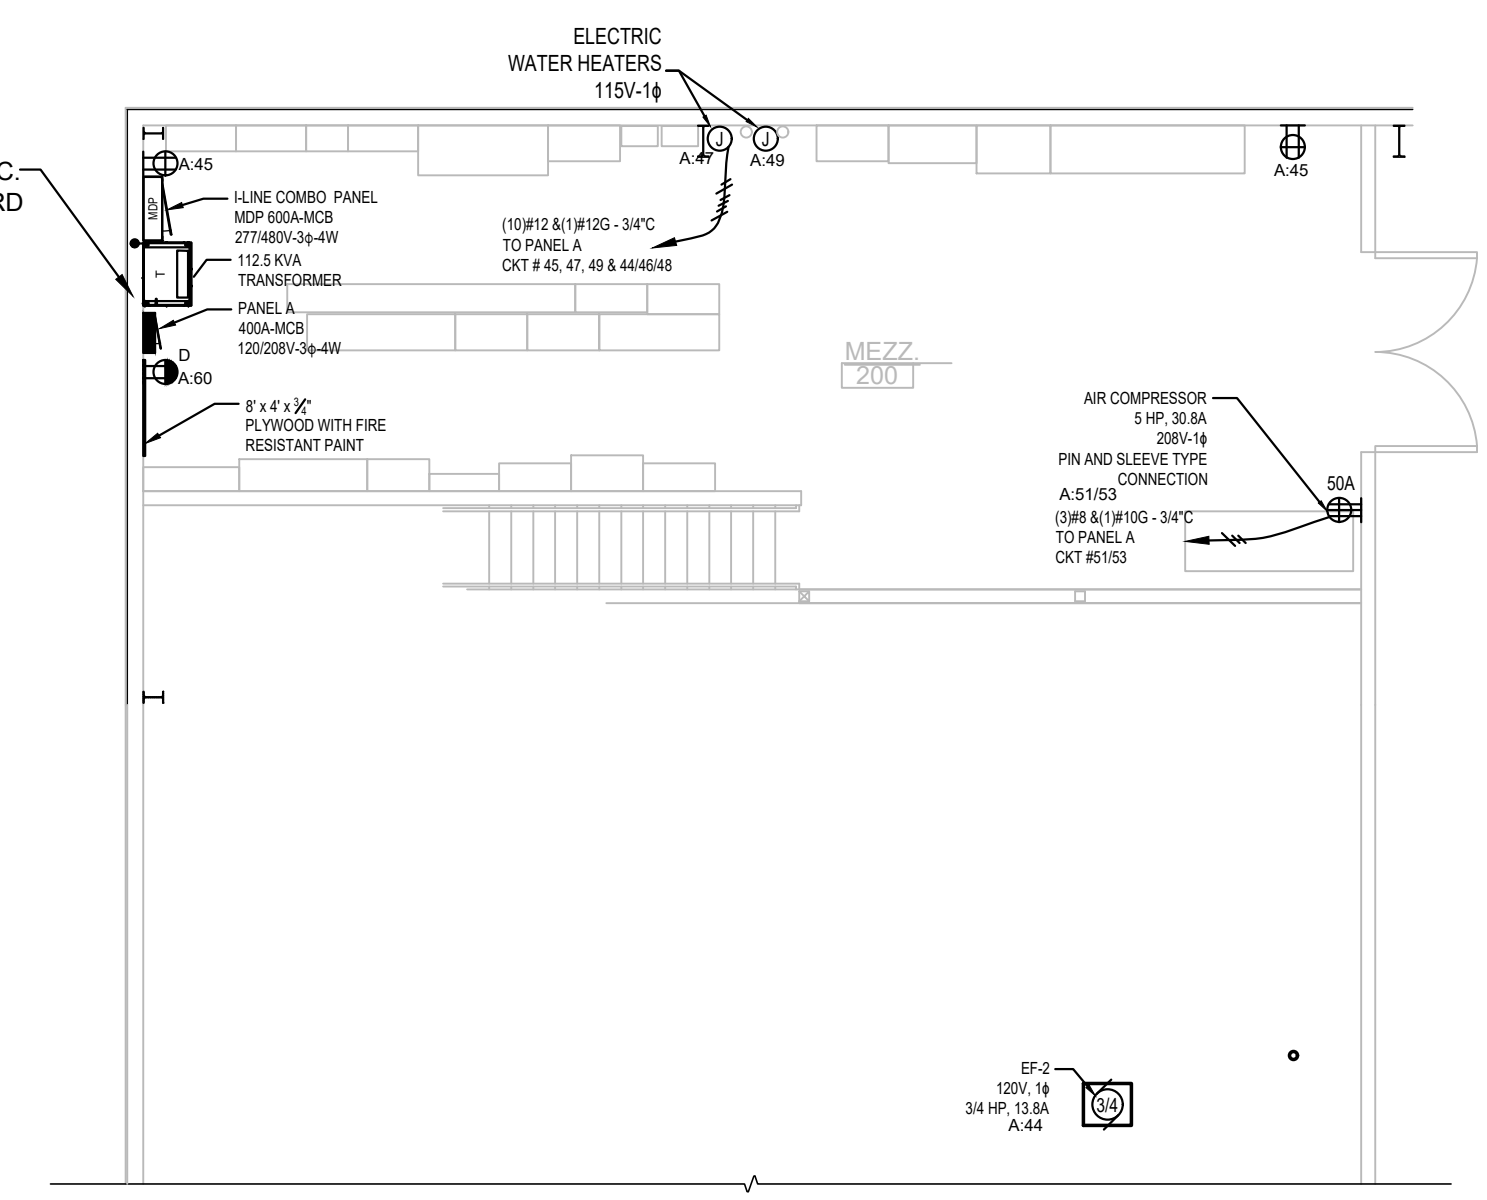 ELECTRIC
WATER HEATERS
115V-1ϕ
C.
RD
A:45
A:47
A:49
A:45
J
J
MDP
I-LINE COMBO PANEL
MDP 600A-MCB
277/480V-3ϕ-4W
T
112.5 KVA
TRANSFORMER
PANEL A
400A-MCB
120/208V-3ϕ-4W
D
A:60
8' x 4' x 3/4"
PLYWOOD WITH FIRE
RESISTANT PAINT
(10)#12 &(1)#12G - 3/4"C
TO PANEL A
CKT # 45, 47, 49 & 44/46/48
MEZZ.
200
AIR COMPRESSOR
5 HP, 30.8A
208V-1ϕ
PIN AND SLEEVE TYPE
CONNECTION
A:51/53
(3)#8 &(1)#10G - 3/4"C
TO PANEL A
CKT #51/53
50A
EF-2
120V, 1ϕ
3/4 HP, 13.8A
A:44
3/4